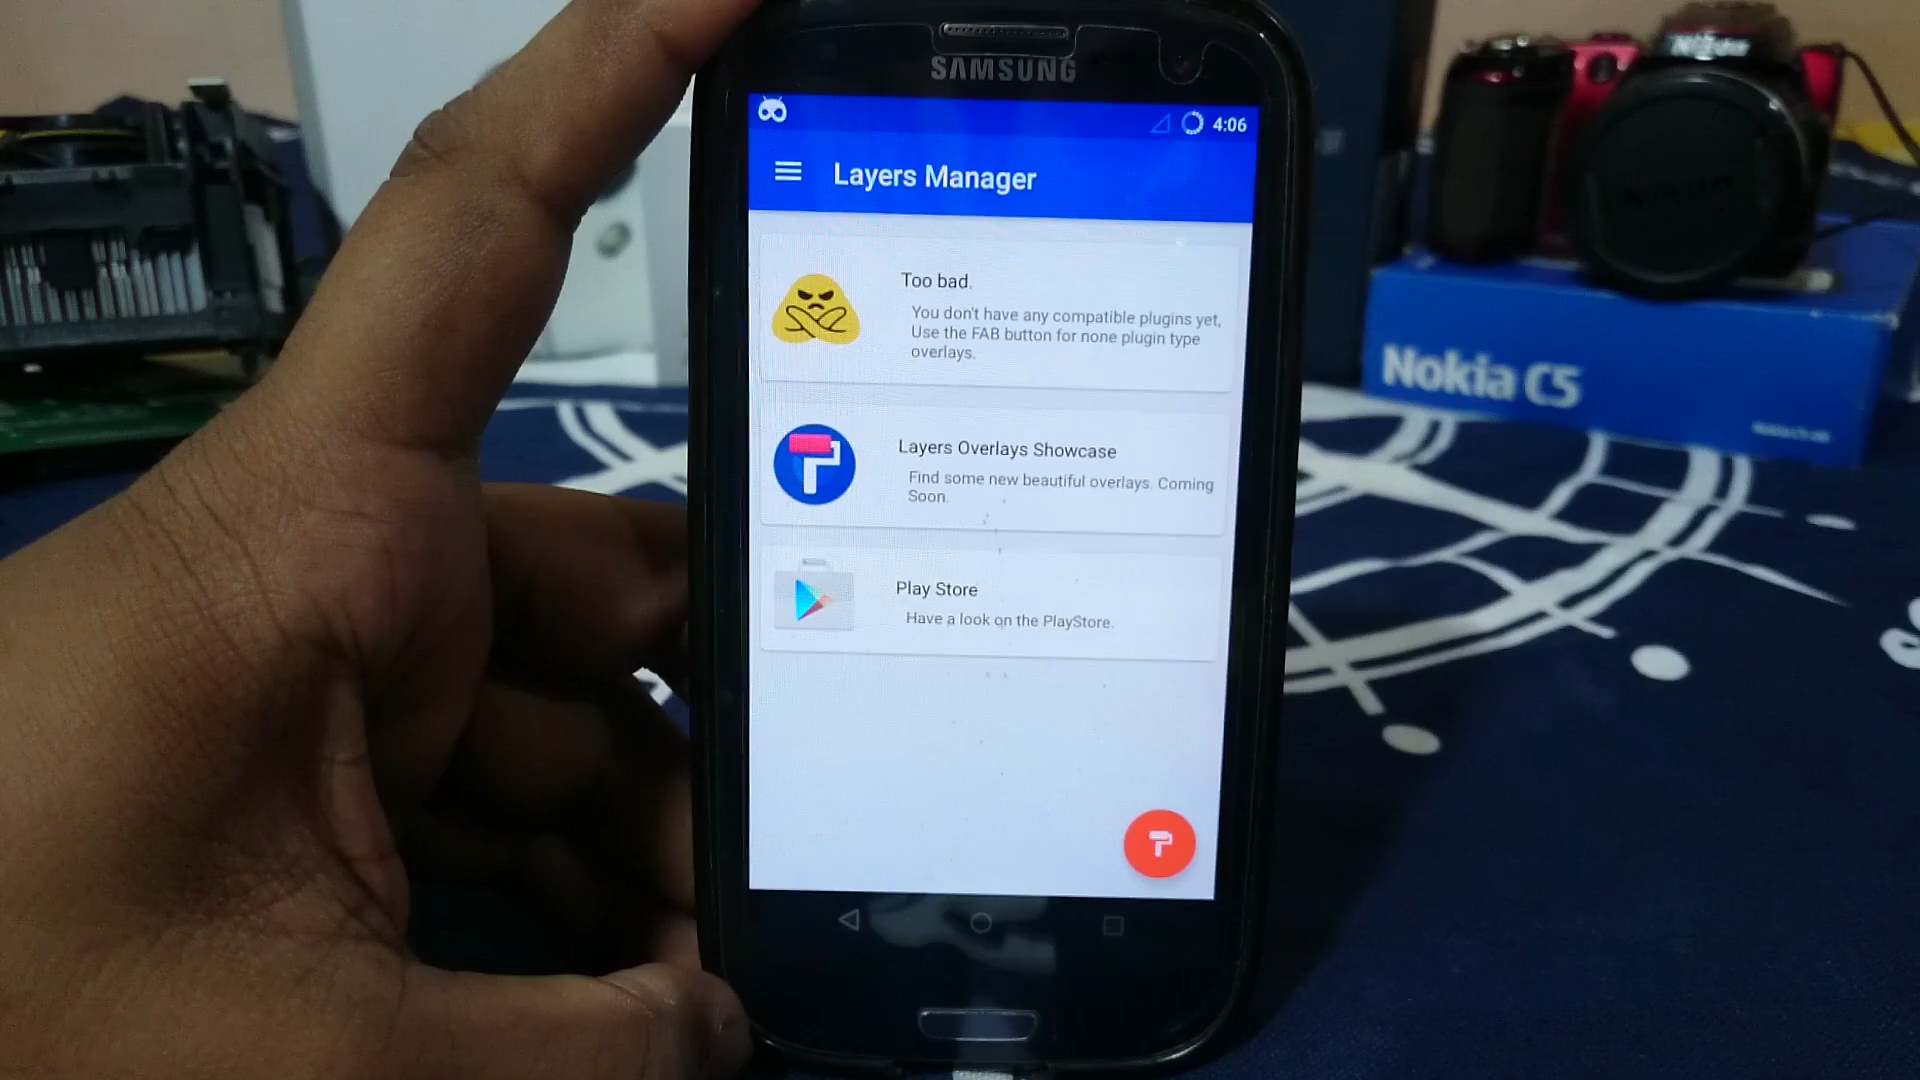 SAMSUNG
4:06
Layers Manager
Too bad.
You don't have any compatible plugins yet,
Use the FAB button for none plugin type
overlays.
Layers Overlays Showcase
Find some new beautiful overlays. Coming
Soon.
Play Store
Have a look on the PlayStore.
Nikon
Nokia C5